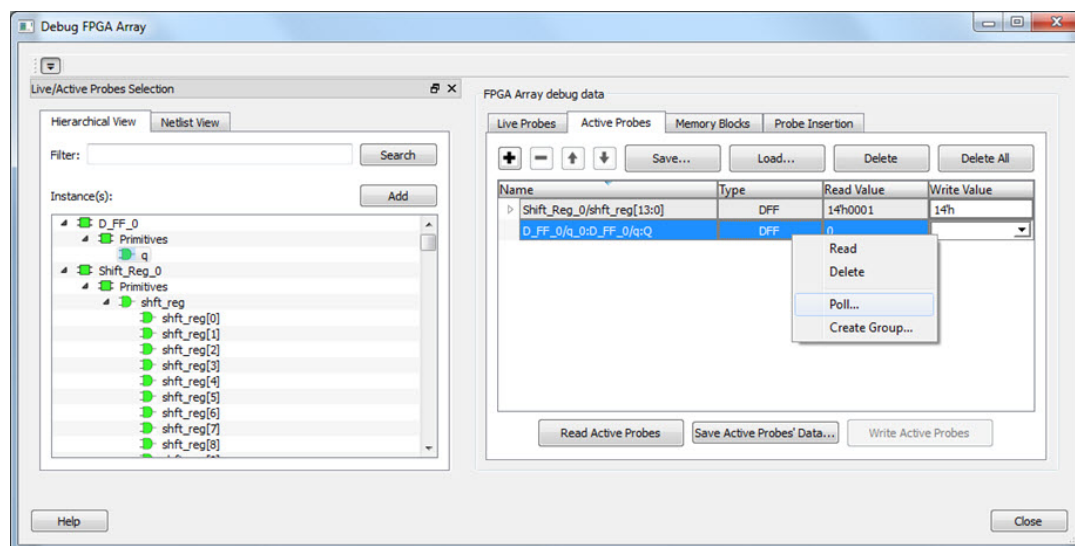 Debug FPGA Array
Live/Active Probes Selection
Hierarchical View Netlist View
Filter: Search
Instance(s): Add
D_FF_0
Primitives
q
Shift_Reg_0
Primitives
shft_reg
shft_reg[0]
shft_reg[1]
shft_reg[2]
shft_reg[3]
shft_reg[4]
shft_reg[5]
shft_reg[6]
shft_reg[7]
shft_reg[8]
FPGA Array debug data
Live Probes Active Probes Memory Blocks Probe Insertion
Save... Load... Delete Delete All
Name Type Read Value Write Value
Shift_Reg_0/shft_reg[13:0] DFF 14'h0001 14'h
D_FF_0/q_0:D_FF_0/q:Q DFF 0
Read
Delete
Poll...
Create Group...
Read Active Probes Save Active Probes' Data... Write Active Probes
Help Close